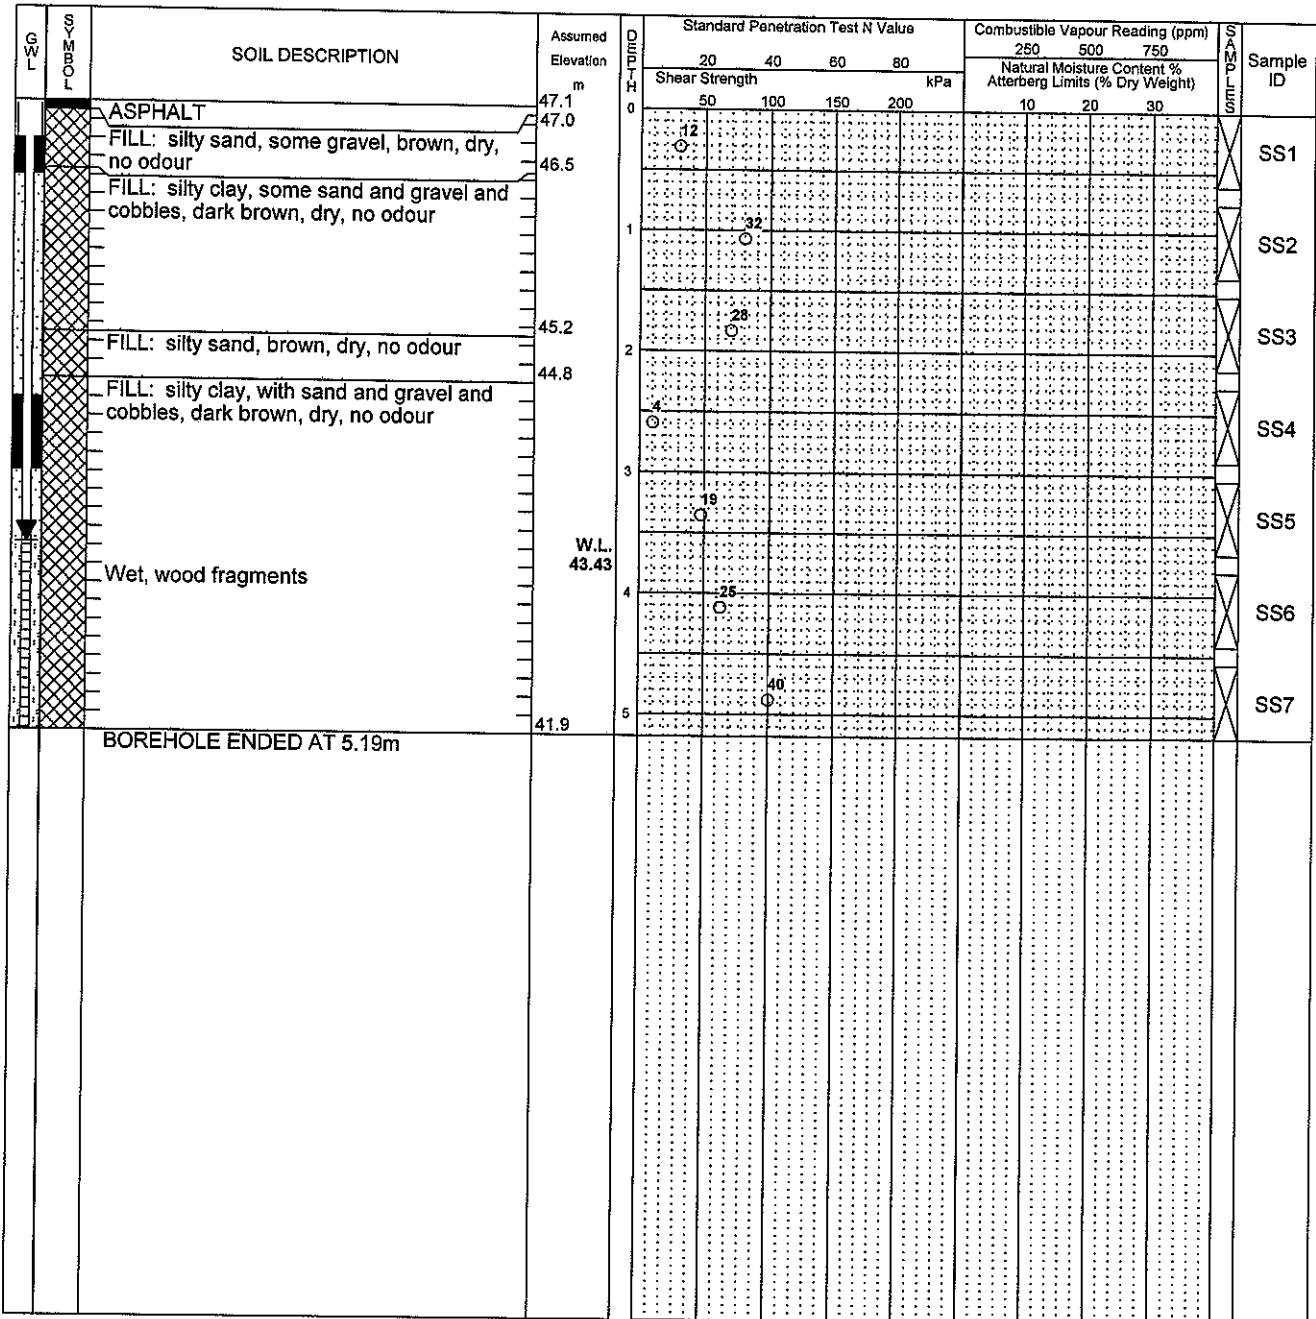 GWL
SYMBOL
SOIL DESCRIPTION
Assumed
Elevation
m
DEPTH
Standard Penetration Test N Value
20 40 60 80
Shear Strength kPa
50 100 150 200
Combustible Vapour Reading (ppm)
250 500 750
Natural Moisture Content %
Atterberg Limits (% Dry Weight)
10 20 30
SAMPLES
Sample
ID
47.1
0
ASPHALT
47.0
FILL: silty sand, some gravel, brown, dry,
no odour
46.5
12
SS1
FILL: silty clay, some sand and gravel and
cobbles, dark brown, dry, no odour
1
32
SS2
45.2
28
SS3
FILL: silty sand, brown, dry, no odour
2
44.8
FILL: silty clay, with sand and gravel and
cobbles, dark brown, dry, no odour
4
SS4
3
19
SS5
W.L.
43.43
Wet, wood fragments
4
25
SS6
40
SS7
5
41.9
BOREHOLE ENDED AT 5.19m